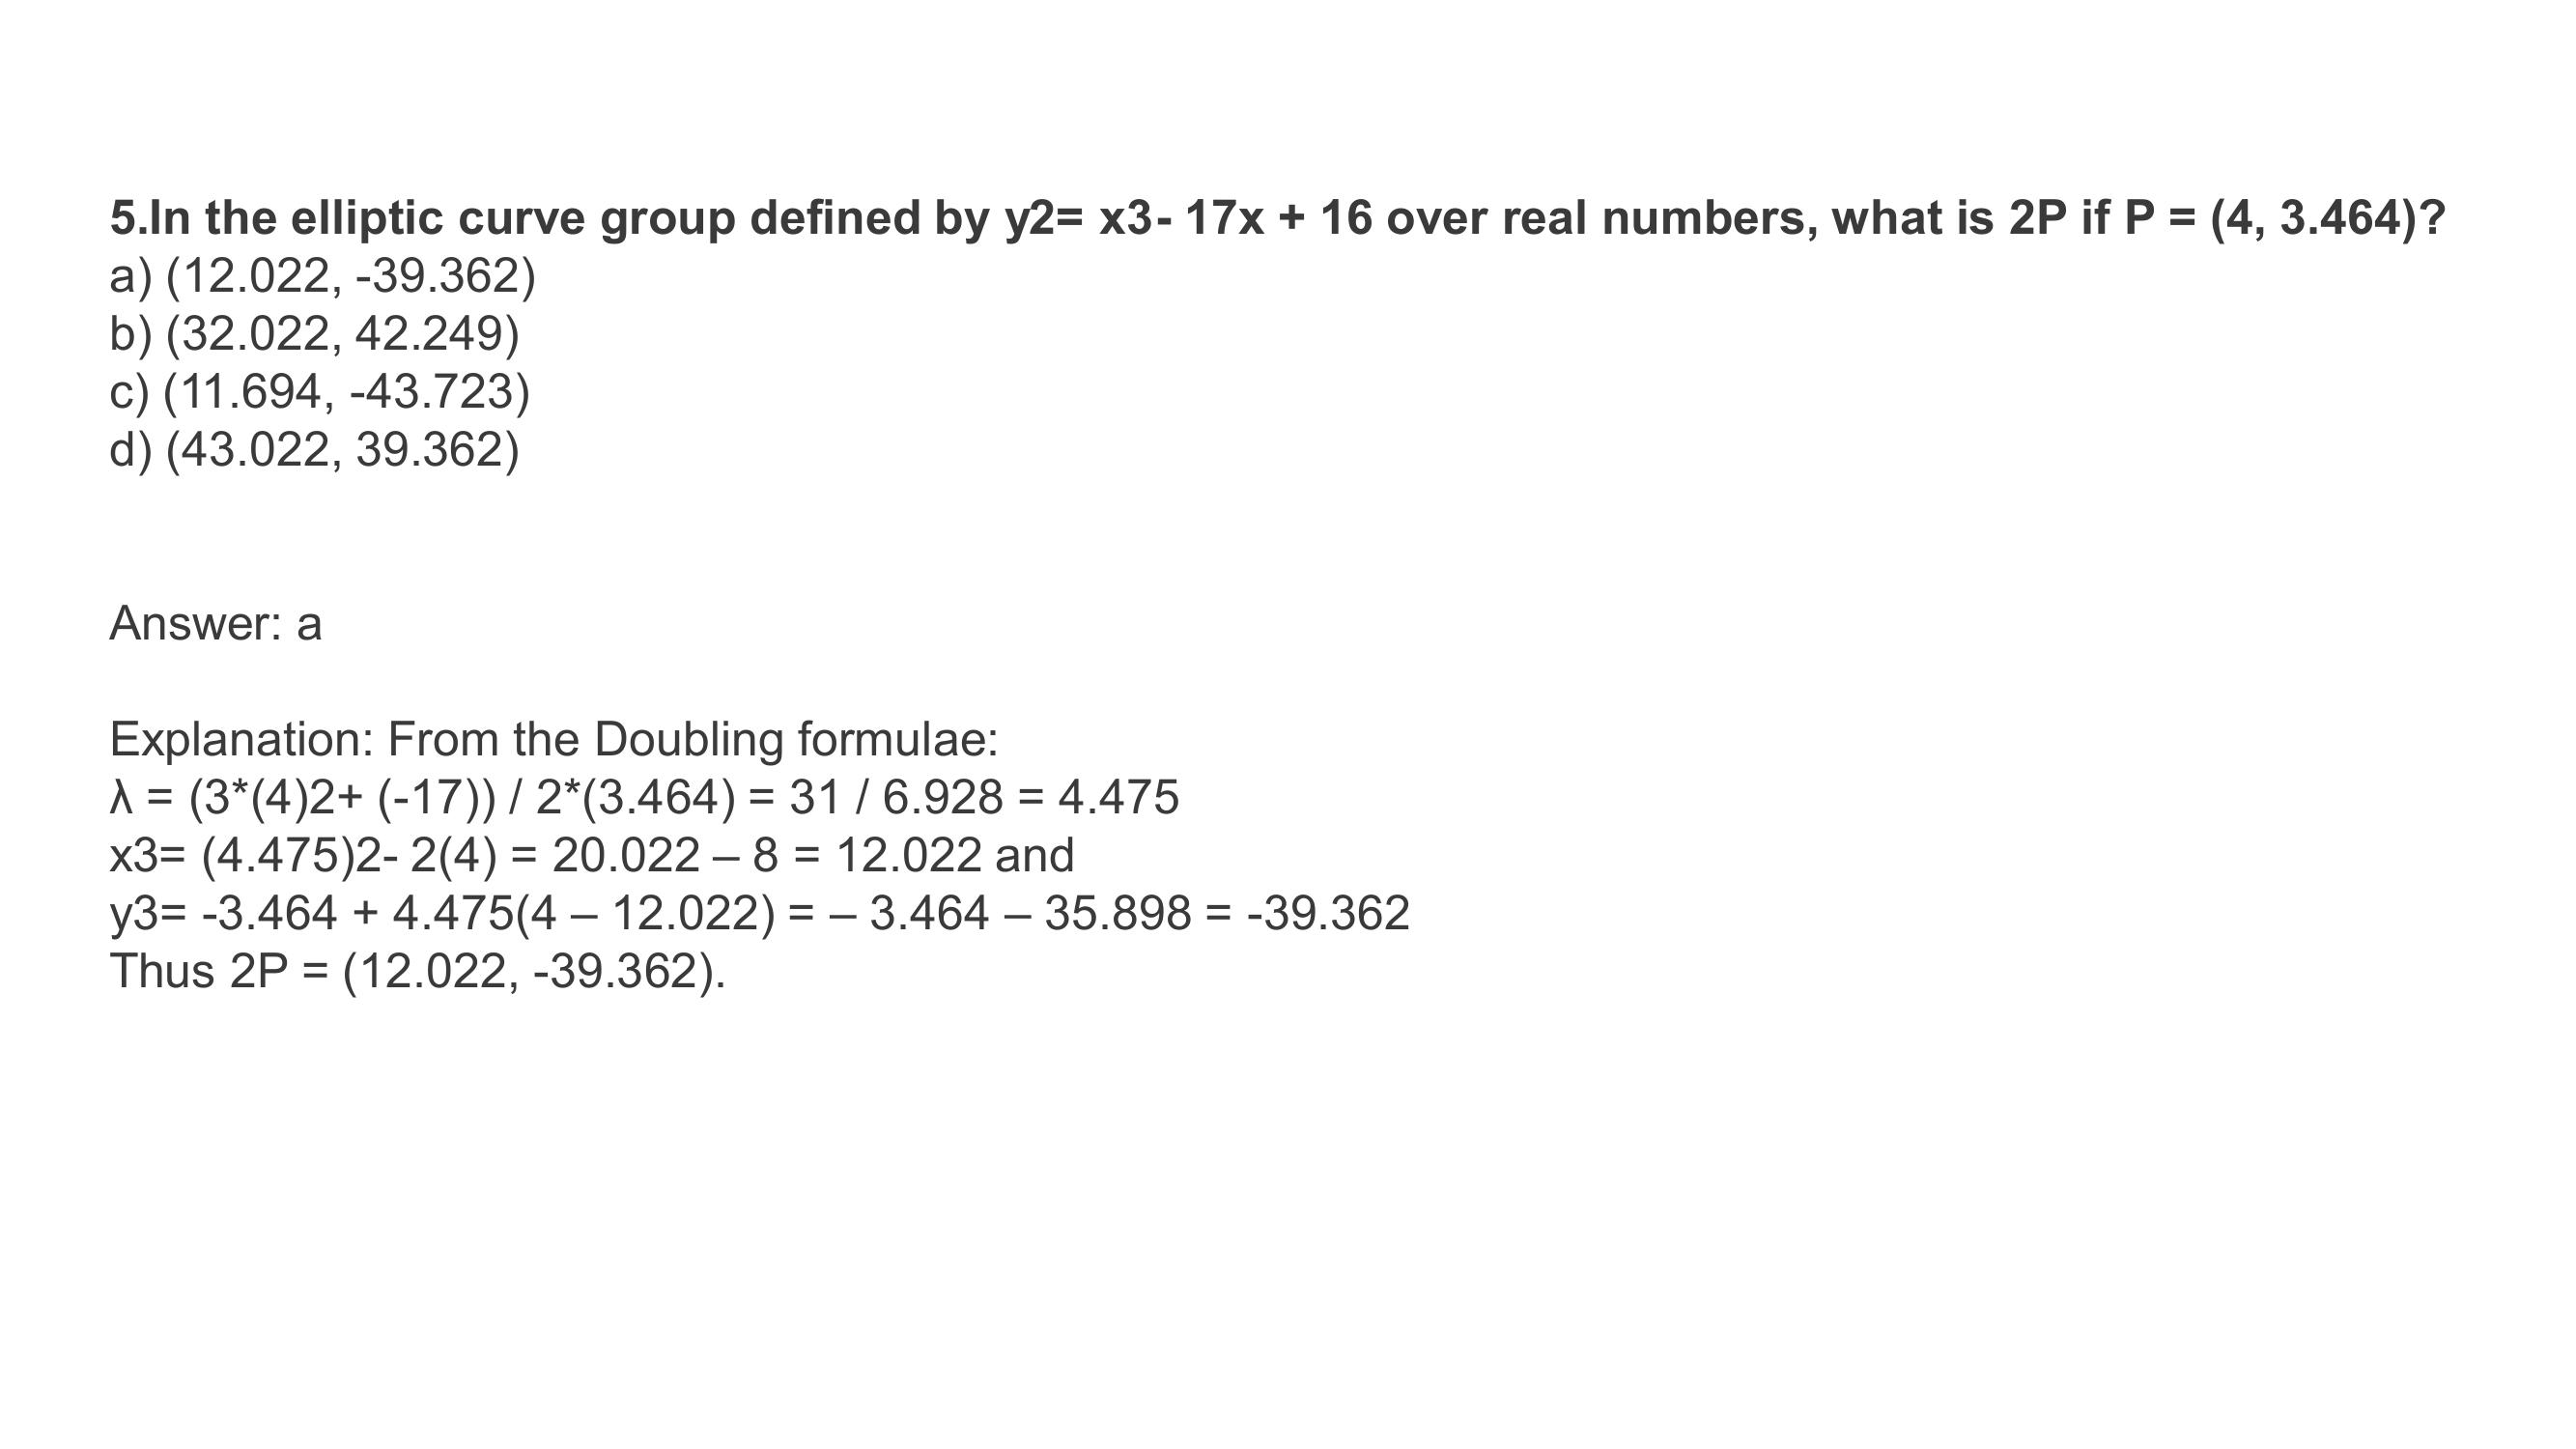 5.In the elliptic curve group defined by y2= x3- 17x + 16 over real numbers, what is 2P if P = (4, 3.464)?
a) (12.022, -39.362)
b) (32.022, 42.249)
c) (11.694, -43.723)
d) (43.022, 39.362)
Answer: a
Explanation: From the Doubling formulae:
λ = (3*(4)2+ (-17)) / 2*(3.464) = 31 / 6.928 = 4.475
x3= (4.475)2- 2(4) = 20.022 – 8 = 12.022 and
y3= -3.464 + 4.475(4 – 12.022) = – 3.464 – 35.898 = -39.362
Thus 2P = (12.022, -39.362).